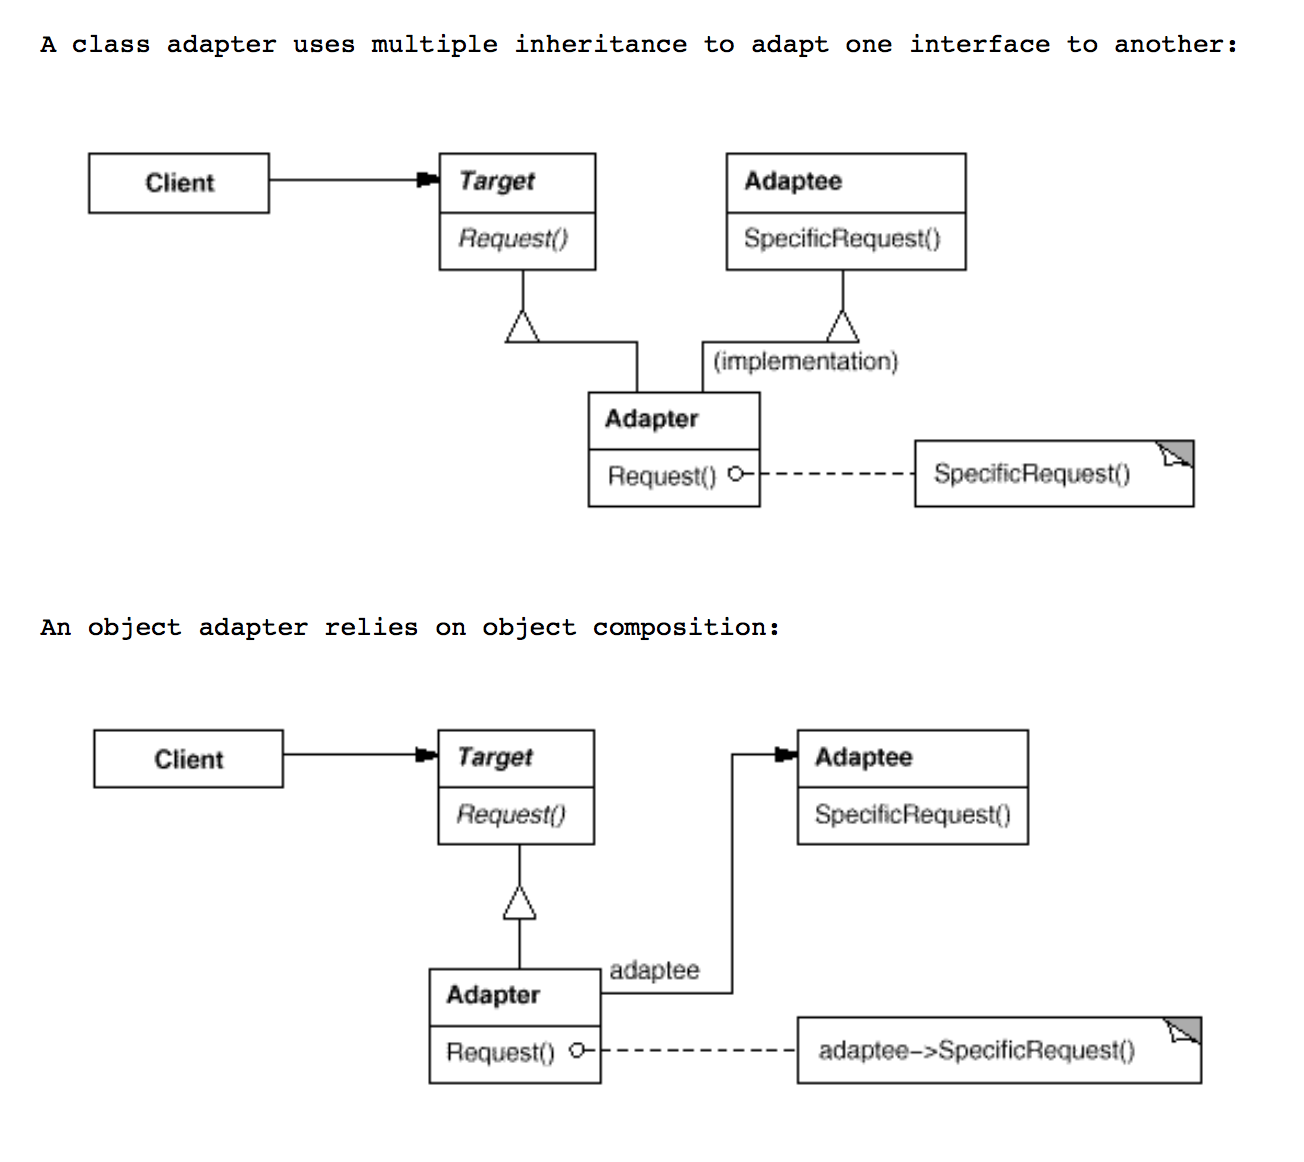 A class adapter uses multiple inheritance to adapt one interface to another:
Client
Target
Request()
Adaptee
SpecificRequest()
(implementation)
Adapter
Request()
SpecificRequest()
An object adapter relies on object composition:
Client
Target
Request()
Adaptee
SpecificRequest()
adaptee
Adapter
Request()
adaptee->SpecificRequest()